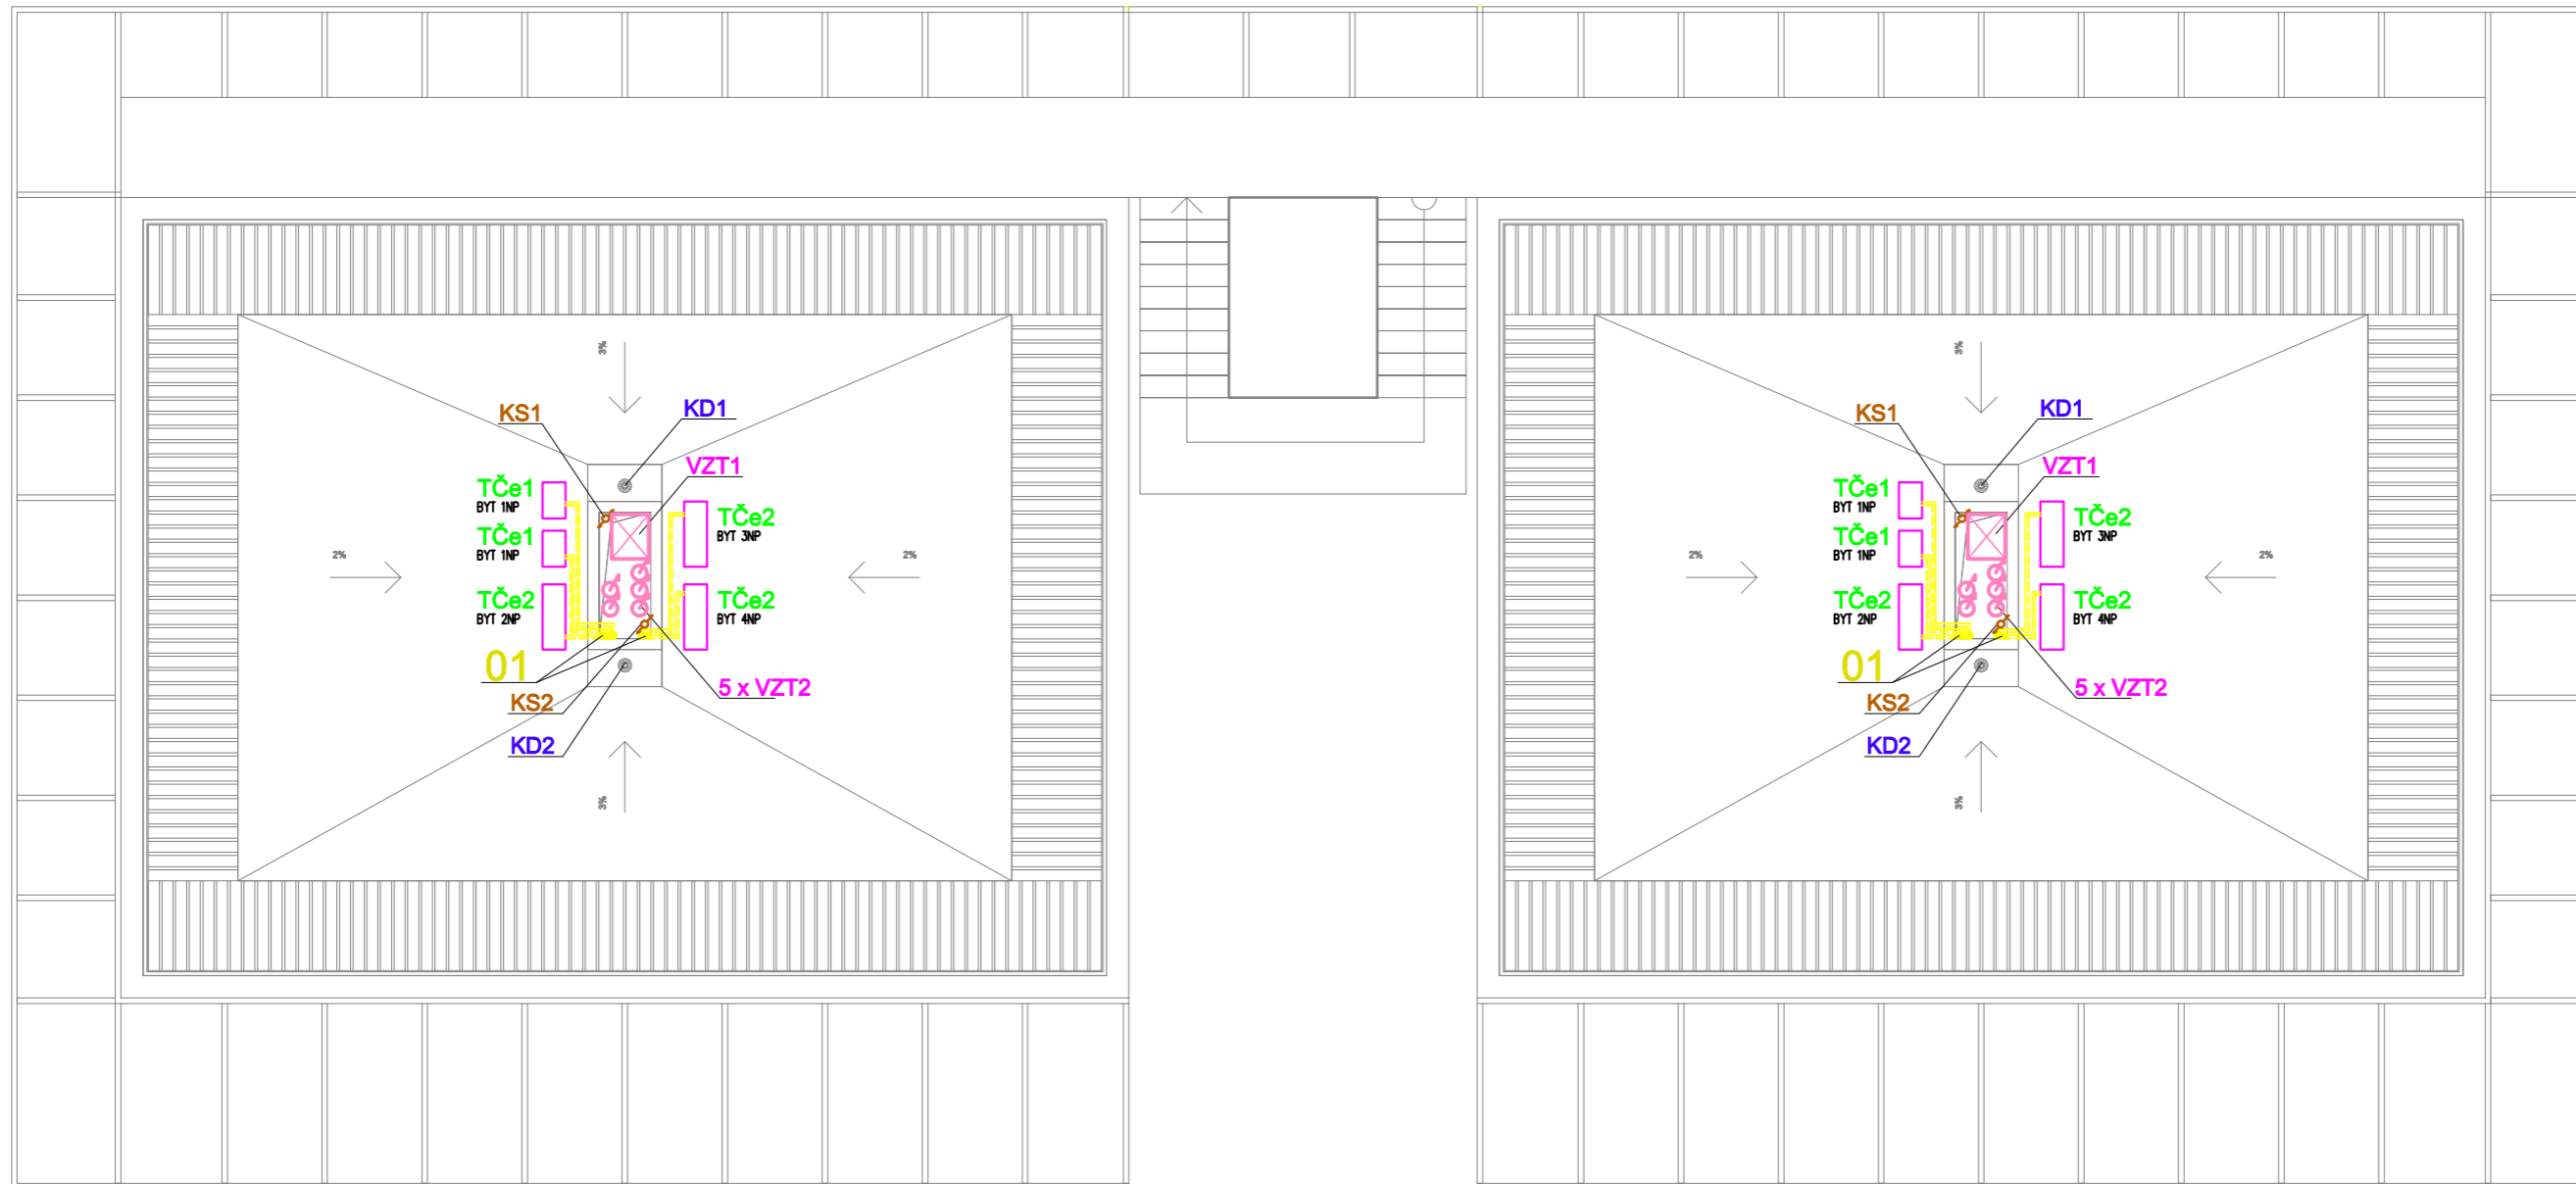 3%
KS1
KD1
VZT1
TČe1
BYT 1NP
TČe2
BYT 3NP
TČe1
BYT 1NP
2%
2%
TČe2
BYT 2NP
TČe2
BYT 4NP
01
5 x VZT2
KS2
KD2
3%
3%
KS1
KD1
VZT1
TČe1
BYT 1NP
TČe2
BYT 3NP
TČe1
BYT 1NP
2%
2%
TČe2
BYT 2NP
TČe2
BYT 4NP
01
5 x VZT2
KS2
KD2
3%